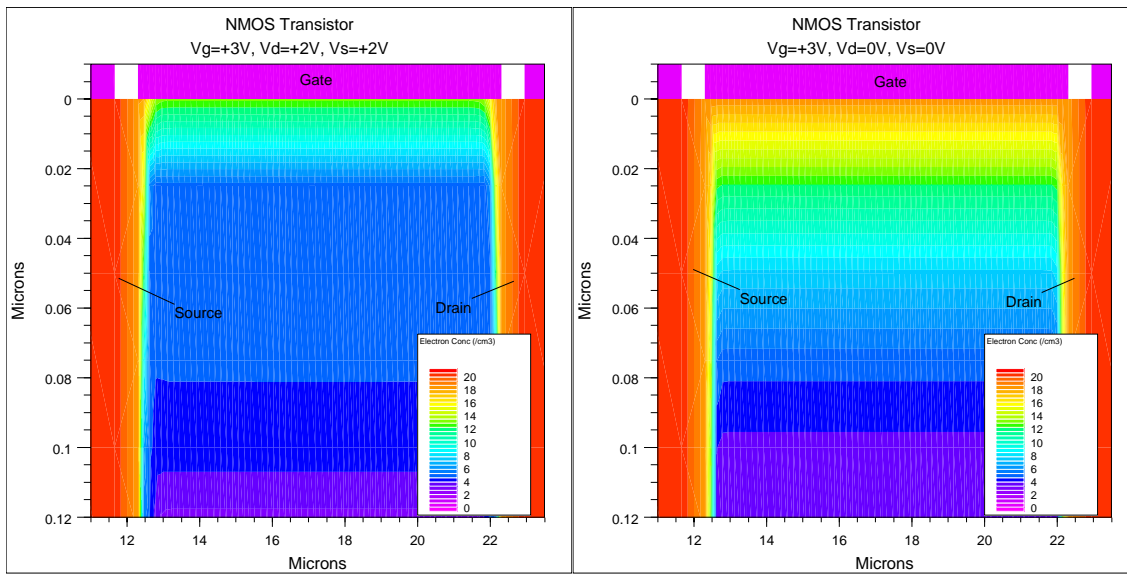 NMOS Transistor
Vg=+3V, Vd=+2V, Vs=+2V
Gate
0
0.02
0.04
0.06
0.08
0.1
0.12
Microns
Source
Drain
Electron Conc (/cm3)
20
18
16
14
12
10
8
6
4
2
0
12 14 16 18 20 22
Microns
NMOS Transistor
Vg=+3V, Vd=0V, Vs=0V
Gate
0
0.02
0.04
0.06
0.08
0.1
0.12
Microns
Source
Drain
Electron Conc (/cm3)
20
18
16
14
12
10
8
6
4
2
0
12 14 16 18 20 22
Microns